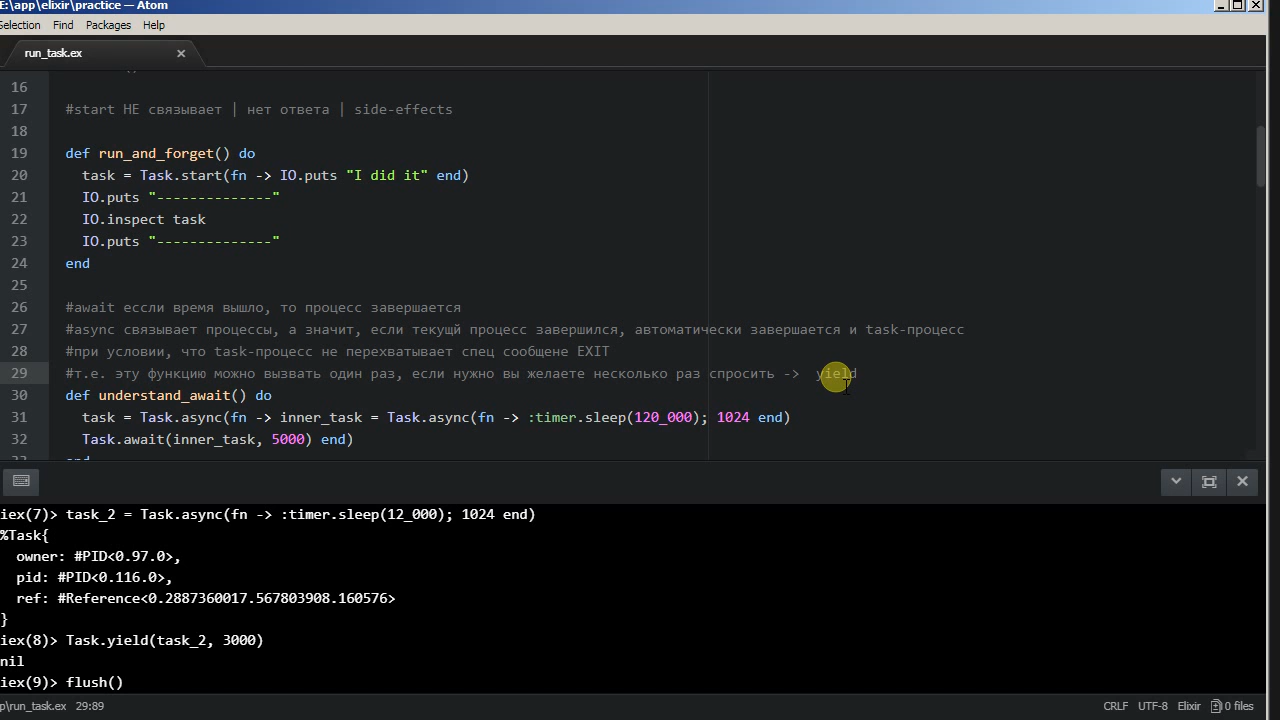 E:\app\elixir\practice — Atom
Selection Find Packages Help
run_task.ex
16
17 #start НЕ связывает | нет ответа | side-effects
18
19 def run_and_forget() do
20 task = Task.start(fn -> IO.puts "I did it" end)
21 IO.puts "--------------"
22 IO.inspect task
23 IO.puts "--------------"
24 end
25
26 #await ессли время вышло, то процесс завершается
27 #async связывает процессы, а значит, если текущй процесс завершился, автоматически завершается и task-процесс
28 #при условии, что task-процесс не перехватывает спец сообщене EXIT
29 #т.е. эту функцию можно вызвать один раз, если нужно вы желаете несколько раз спросить -> yield
30 def understand_await() do
31 task = Task.async(fn -> inner_task = Task.async(fn -> :timer.sleep(120_000); 1024 end)
32 Task.await(inner_task, 5000) end)
33 end
iex(7)> task_2 = Task.async(fn -> :timer.sleep(12_000); 1024 end)
%Task{
owner: #PID<0.97.0>,
pid: #PID<0.116.0>,
ref: #Reference<0.2887360017.567803908.160576>
}
iex(8)> Task.yield(task_2, 3000)
nil
iex(9)> flush()
p\run_task.ex 29:89 CRLF UTF-8 Elixir 0 files